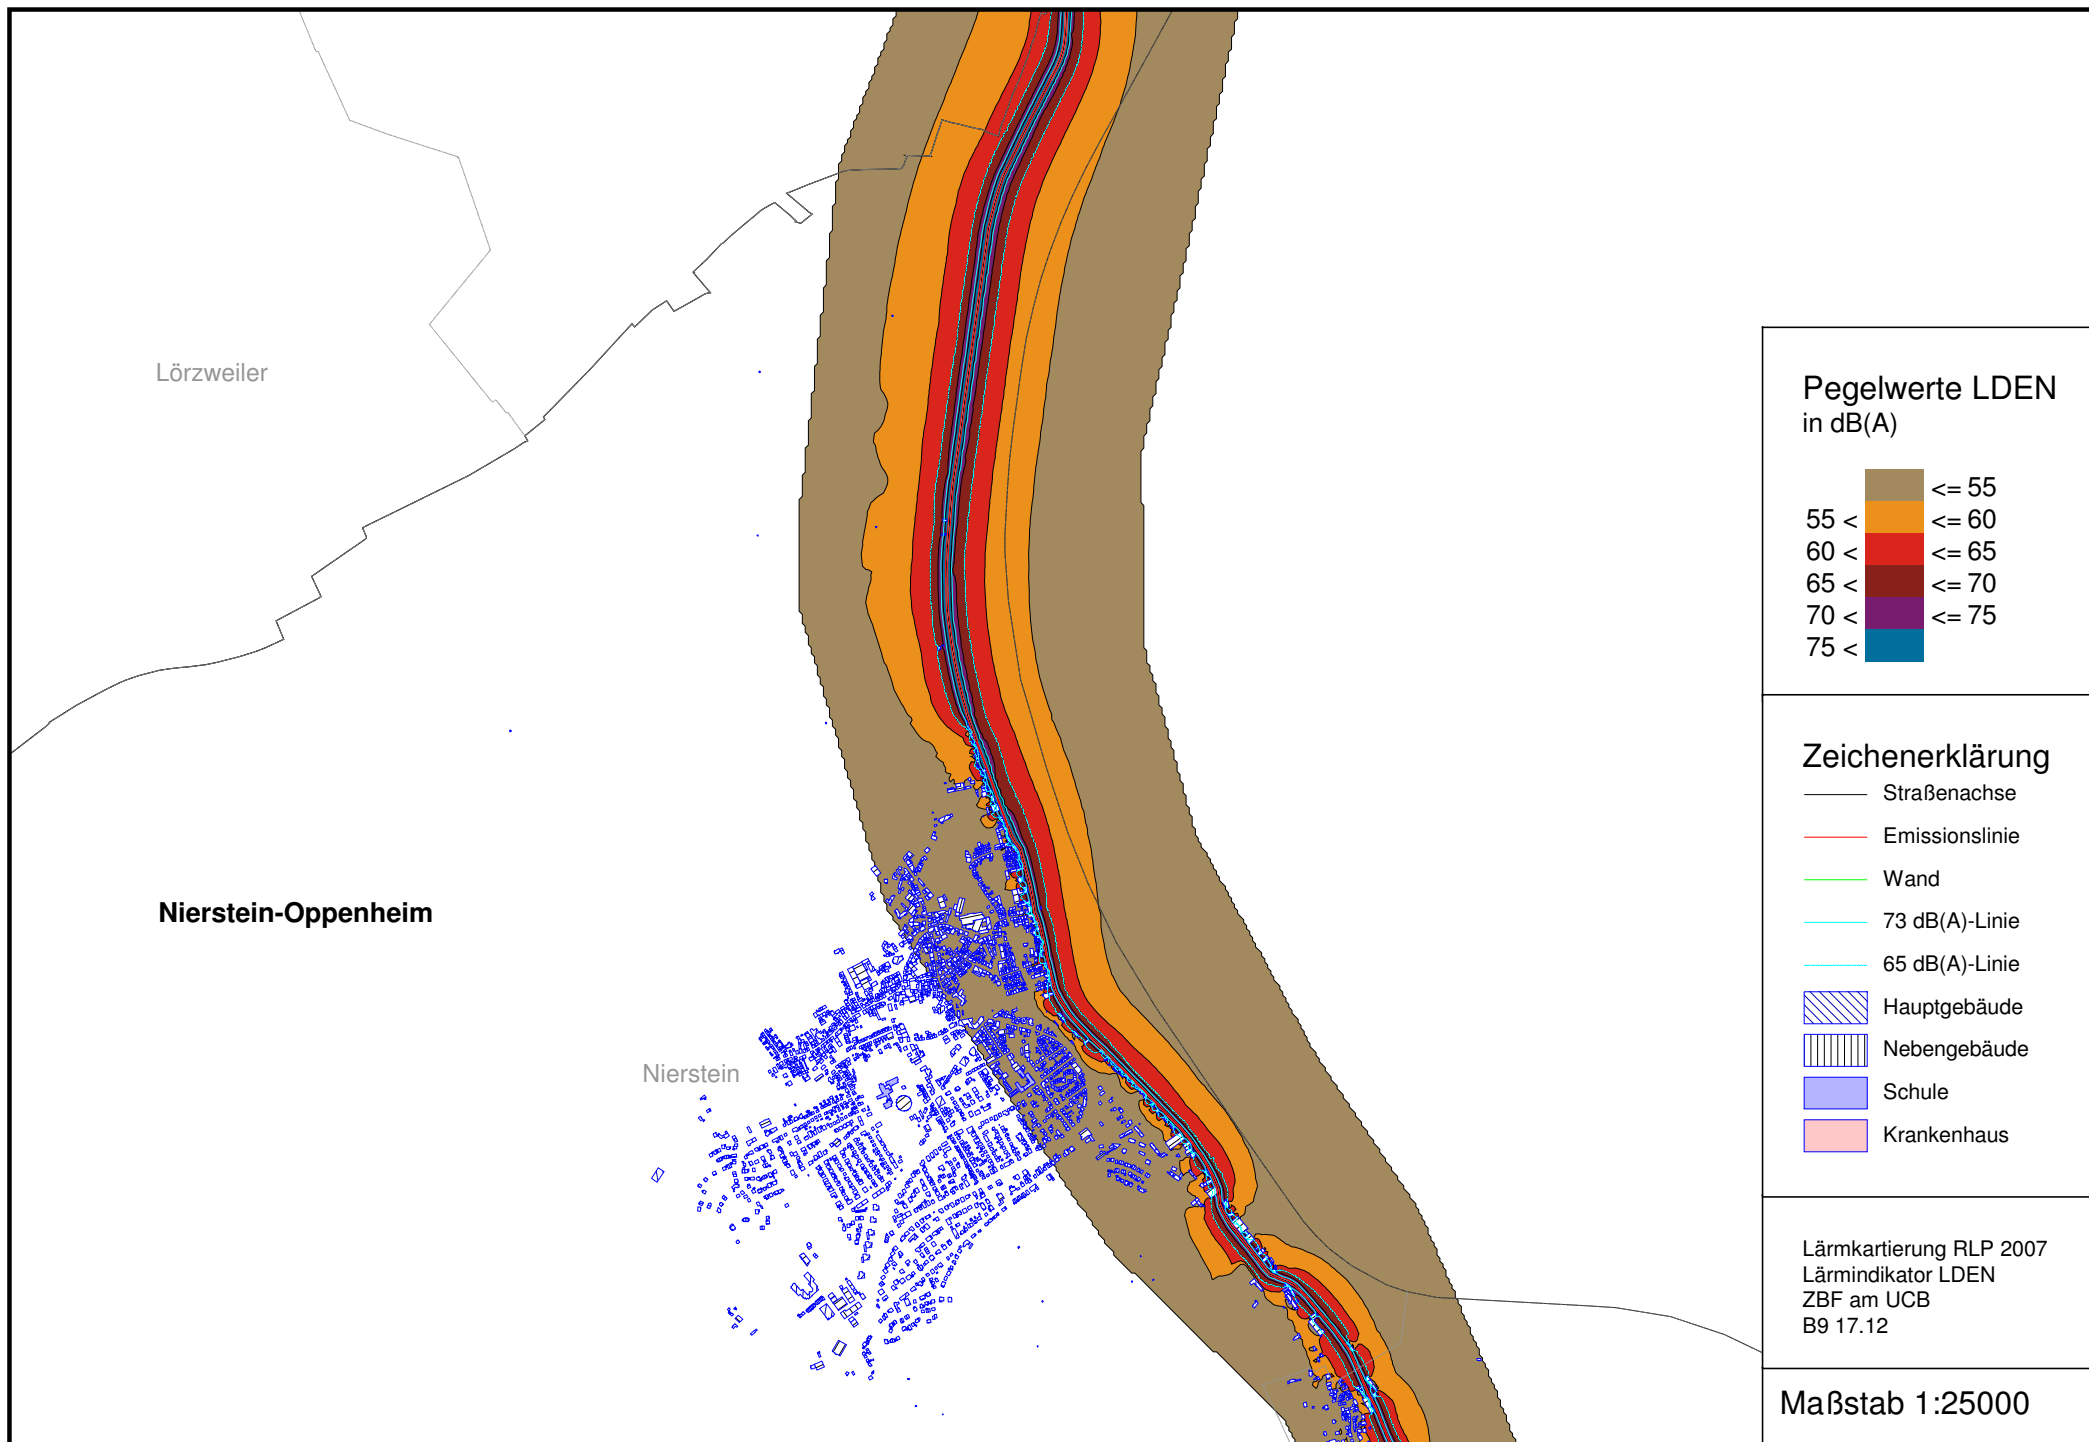 Lörzweiler
Nierstein-Oppenheim
Nierstein
Pegelwerte LDEN
in dB(A)
<= 55
55 < <= 60
60 < <= 65
65 < <= 70
70 < <= 75
75 <
Zeichenerklärung
Straßenachse
Emissionslinie
Wand
73 dB(A)-Linie
65 dB(A)-Linie
Hauptgebäude
Nebengebäude
Schule
Krankenhaus
Lärmkartierung RLP 2007
Lärmindikator LDEN
ZBF am UCB
B9 17.12
Maßstab 1:25000